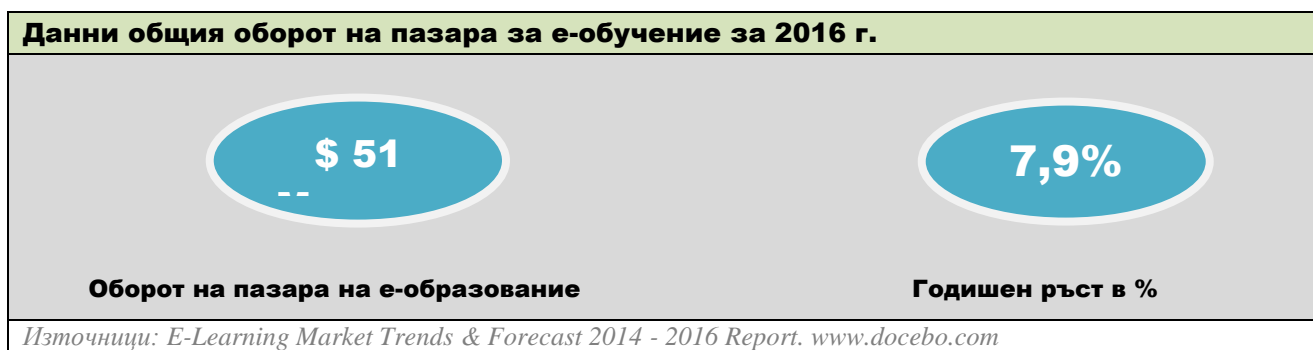 Данни общия оборот на пазара за е-обучение за 2016 г.
$ 51
7,9%
Оборот на пазара на е-образование
Годишен ръст в %
Източници: E-Learning Market Trends & Forecast 2014 - 2016 Report. www.docebo.com